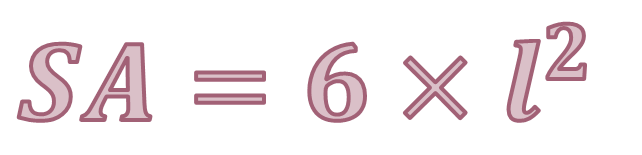 SA = 6 × l²